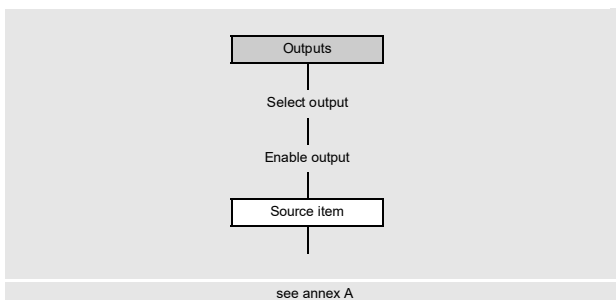 Outputs
Select output
Enable output
Source item
see annex A